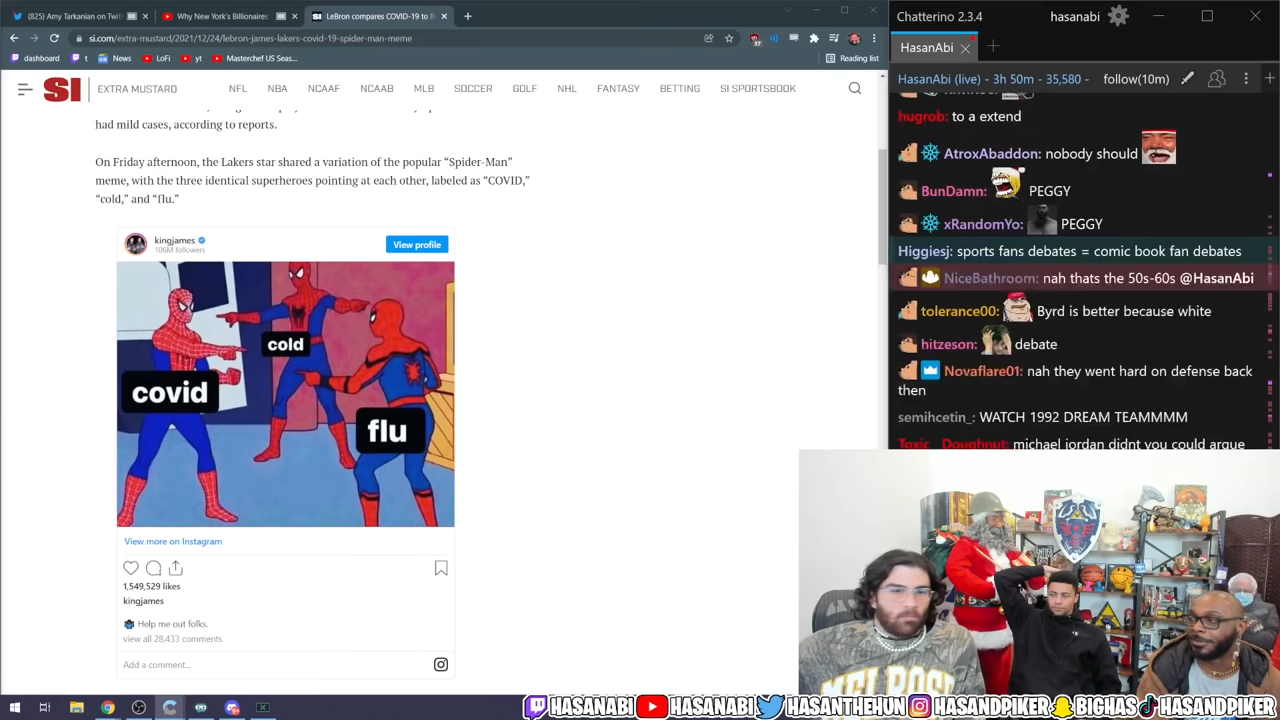 (825) Amy Tarkanian on Twit
Why New York's Billionaires'
LeBron compares COVID-19 to fl
si.com/extra-mustard/2021/12/24/lebron-james-lakers-covid-19-spider-man-meme
dashboard
t
News
LoFi
yt
Masterchef US Seas...
Reading list
SI
EXTRA MUSTARD
NFL
NBA
NCAAF
NCAAB
MLB
SOCCER
GOLF
NHL
FANTASY
BETTING
SI SPORTSBOOK
had mild cases, according to reports.
On Friday afternoon, the Lakers star shared a variation of the popular “Spider-Man”
meme, with the three identical superheroes pointing at each other, labeled as “COVID,”
“cold,” and “flu.”
kingjames
106M followers
View profile
cold
covid
flu
View more on Instagram
1,549,529 likes
kingjames
Help me out folks.
view all 28,433 comments
Add a comment...
Chatterino 2.3.4
hasanabi
HasanAbi
HasanAbi (live) - 3h 50m - 35,580 - follow(10m)
hugrob: to a extend
AtroxAbaddon: nobody should
BunDamn: PEGGY
xRandomYo: PEGGY
Higgiesj: sports fans debates = comic book fan debates
NiceBathroom: nah thats the 50s-60s @HasanAbi
tolerance00: Byrd is better because white
hitzeson: debate
Novaflare01: nah they went hard on defense back
then
semihcetin_: WATCH 1992 DREAM TEAMMMM
Toxic_Doughnut: michael jordan didnt you could argue
HASANABI
HASANABI
HASANTHEHUN
HASANDPIKER
BIGHAS
HASANDPIKER